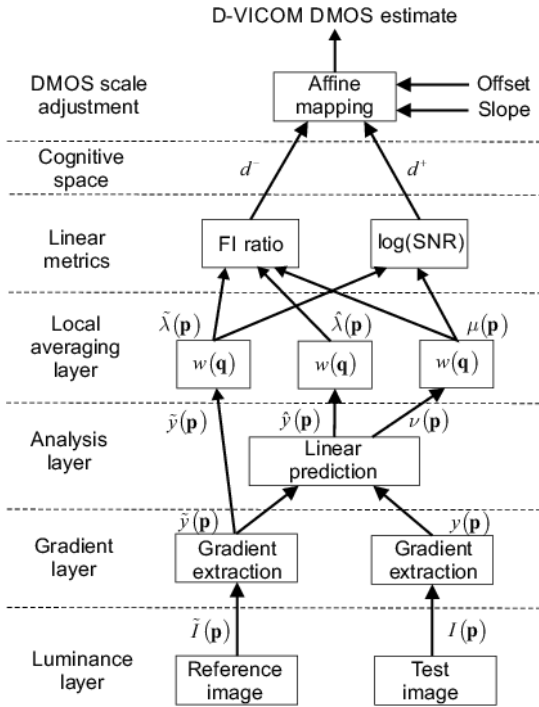 D-VICOM DMOS estimate
DMOS scale
adjustment
Affine
mapping
Offset
Slope
Cognitive
space
d⁻
d⁺
Linear
metrics
FI ratio
log(SNR)
Local
averaging
layer
λ̃(p)
λ̂(p)
μ(p)
w(q)
w(q)
w(q)
Analysis
layer
ỹ(p)
ŷ(p)
ν(p)
Linear
prediction
Gradient
layer
ỹ(p)
y(p)
Gradient
extraction
Gradient
extraction
Luminance
layer
Ĩ(p)
I(p)
Reference
image
Test
image